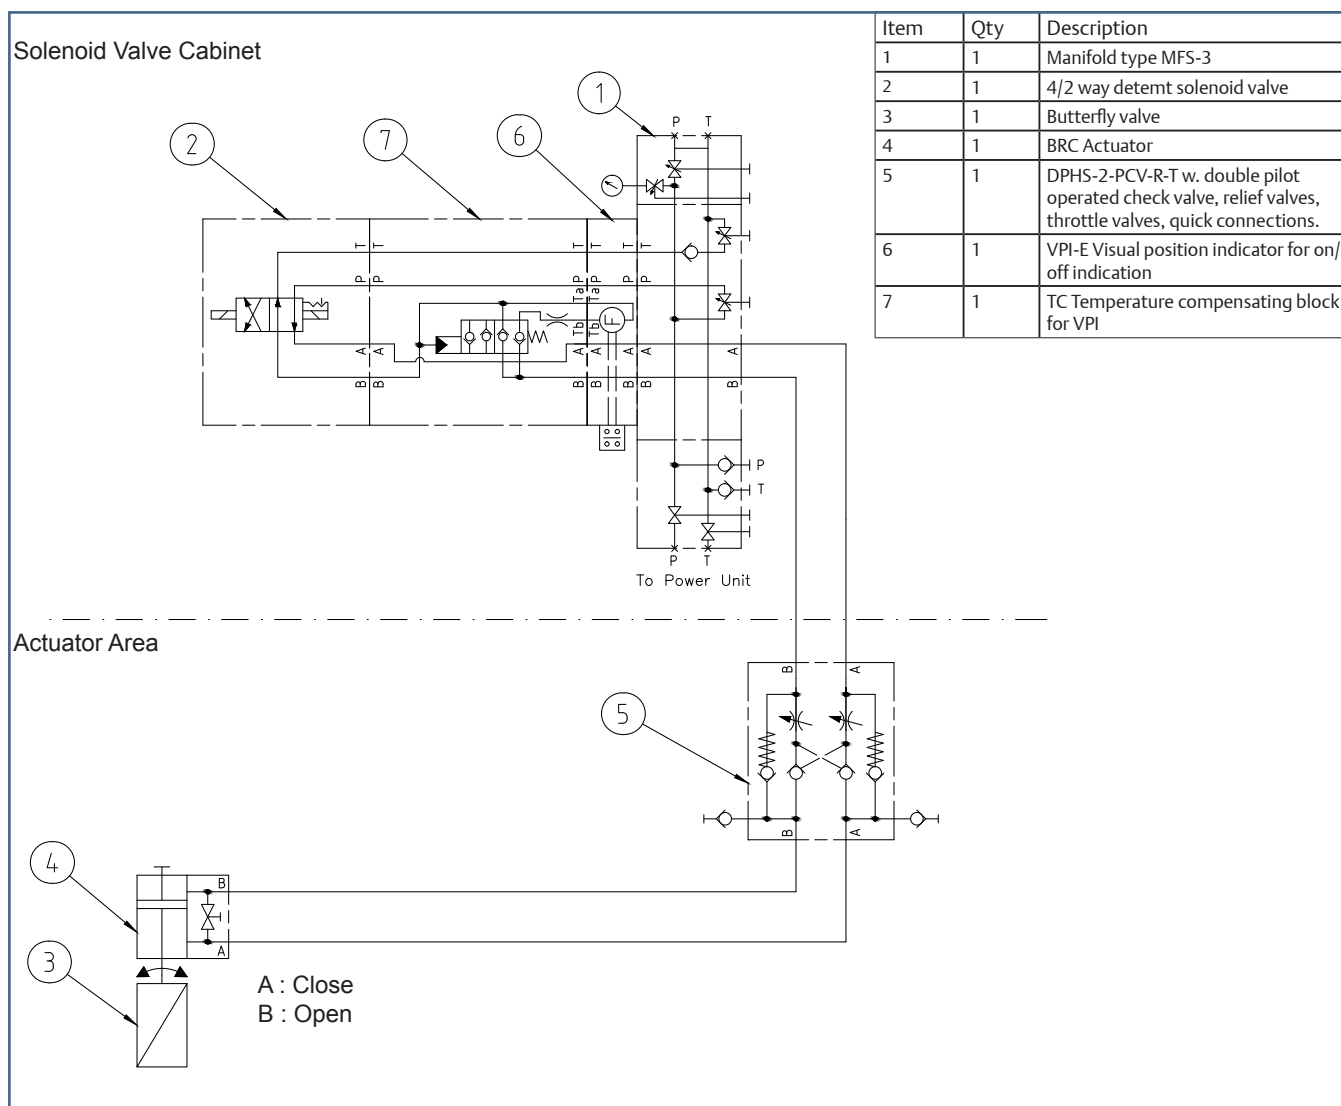 Solenoid Valve Cabinet
Item Qty Description
1 1 Manifold type MFS-3
2 1 4/2 way detemt solenoid valve
3 1 Butterfly valve
4 1 BRC Actuator
5 1 DPHS-2-PCV-R-T w. double pilot
operated check valve, relief valves,
throttle valves, quick connections.
6 1 VPI-E Visual position indicator for on/
off indication
7 1 TC Temperature compensating block
for VPI
1
2
7
6
P T
T T T T P T
P P P P
Ta Ta
F
Tb Tb
A A A A A A A
B B B B B B B
P
T
P T
To Power Unit
Actuator Area
B A
5
B A
4
B
A
3
A : Close
B : Open